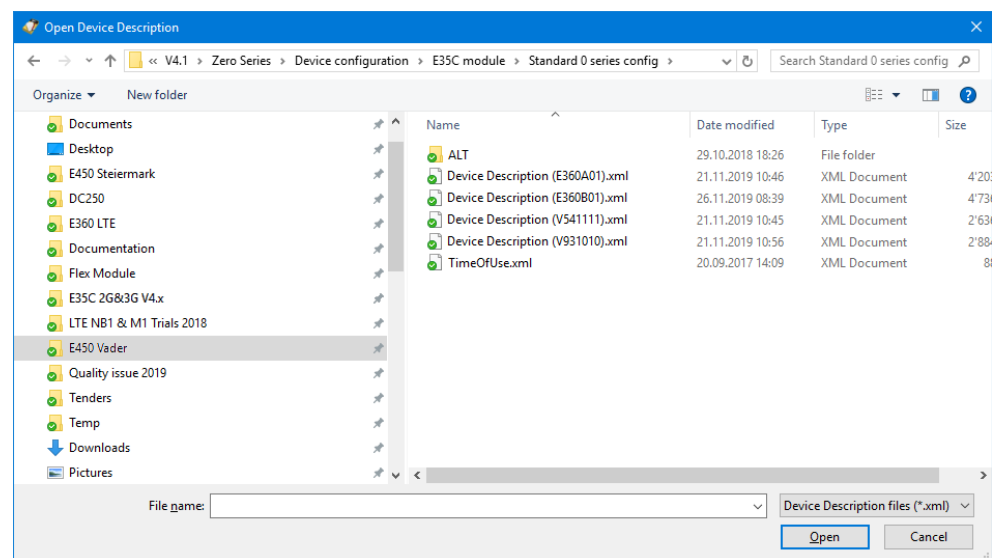 Open Device Description
« V4.1 > Zero Series > Device configuration > E35C module > Standard 0 series config >
Search Standard 0 series config
Organize
New folder
Documents
Desktop
E450 Steiermark
DC250
E360 LTE
Documentation
Flex Module
E35C 2G&3G V4.x
LTE NB1 & M1 Trials 2018
E450 Vader
Quality issue 2019
Tenders
Temp
Downloads
Pictures
Name Date modified Type Size
ALT 29.10.2018 18:26 File folder
Device Description (E360A01).xml 21.11.2019 10:46 XML Document 4'203
Device Description (E360B01).xml 26.11.2019 08:39 XML Document 4'736
Device Description (V541111).xml 21.11.2019 10:45 XML Document 2'636
Device Description (V931010).xml 21.11.2019 10:56 XML Document 2'884
TimeOfUse.xml 20.09.2017 14:09 XML Document
File name:
Device Description files (*.xml)
Open
Cancel